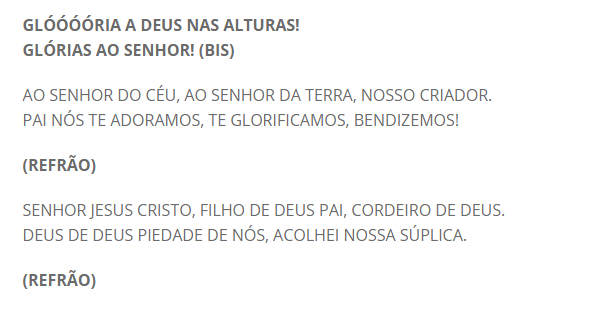 GLÓÓÓÓRIA A DEUS NAS ALTURAS!
GLÓRIAS AO SENHOR! (BIS)
AO SENHOR DO CÉU, AO SENHOR DA TERRA, NOSSO CRIADOR.
PAI NÓS TE ADORAMOS, TE GLORIFICAMOS, BENDIZEMOS!
(REFRÃO)
SENHOR JESUS CRISTO, FILHO DE DEUS PAI, CORDEIRO DE DEUS.
DEUS DE DEUS PIEDADE DE NÓS, ACOLHEI NOSSA SÚPLICA.
(REFRÃO)